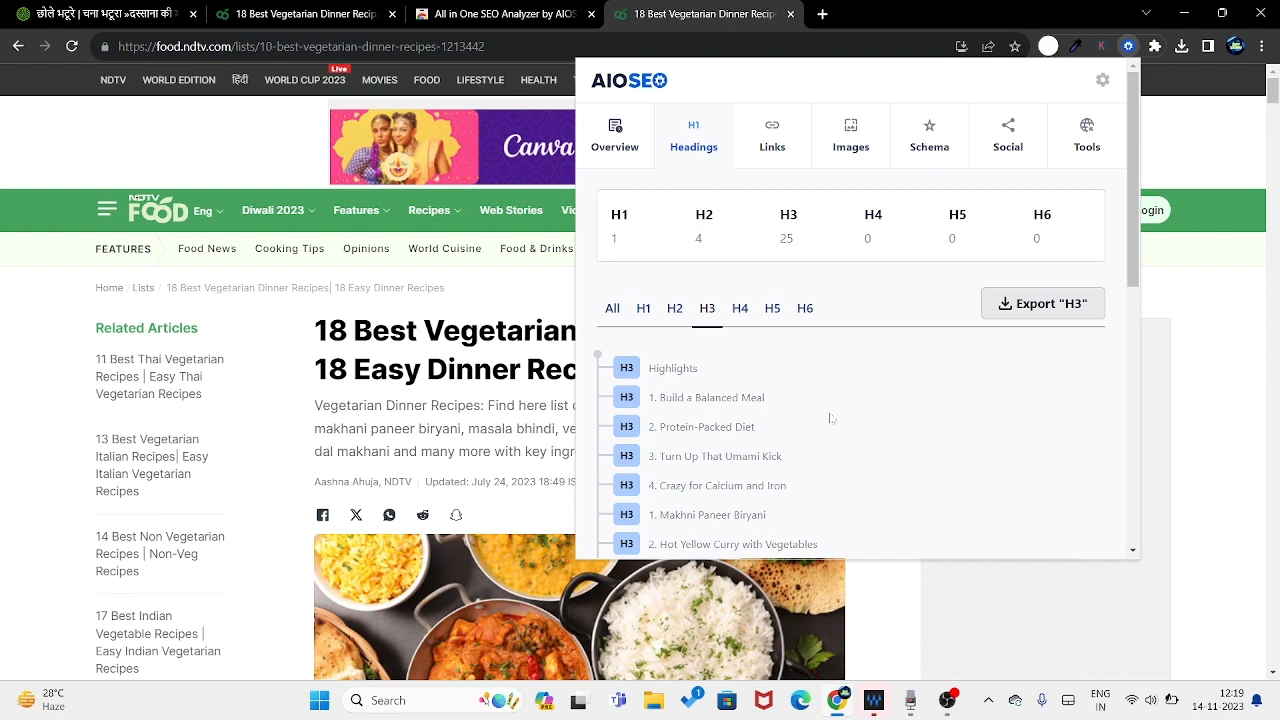 छोले भटूरे | चना भटूरा »दसाना की
18 Best Vegetarian Dinner Recip
All in One SEO Analyzer by AIOS
18 Best Vegetarian Dinner Recip
https://food.ndtv.com/lists/10-best-vegetarian-dinner-recipes-1213442
K
NDTV
WORLD EDITION
हिंदी
Live
WORLD CUP 2023
MOVIES
FOOD
LIFESTYLE
HEALTH
AIOSEO
Overview
H1
Headings
Links
Images
Schema
Social
Tools
Canva
NDTV
FOOD
Eng
Diwali 2023
Features
Recipes
Web Stories
ogin
FEATURES
Food News
Cooking Tips
Opinions
World Cuisine
Food & Drinks
H1 H2 H3 H4 H5 H6
1 4 25 0 0 0
Home / Lists / 18 Best Vegetarian Dinner Recipes| 18 Easy Dinner Recipes
All H1 H2 H3 H4 H5 H6
Export "H3"
H3 Highlights
H3 1. Build a Balanced Meal
H3 2. Protein-Packed Diet
H3 3. Turn Up That Umami Kick
H3 4. Crazy for Calcium and Iron
H3 1. Makhni Paneer Biryani
H3 2. Hot Yellow Curry with Vegetables
Related Articles
11 Best Thai Vegetarian
Recipes | Easy Thai
Vegetarian Recipes
13 Best Vegetarian
Italian Recipes| Easy
Italian Vegetarian
Recipes
14 Best Non Vegetarian
Recipes | Non-Veg
Recipes
17 Best Indian
Vegetable Recipes |
Easy Indian Vegetarian
Recipes
18 Best Vegetarian
18 Easy Dinner Rec
Vegetarian Dinner Recipes: Find here list
makhani paneer biryani, masala bhindi, ve
dal makhani and many more with key ing
Aashna Ahuja, NDTV | Updated: July 24, 2023 18:49 IS
28°C
Haze
Search
1
ENG
IN
12:19
14-11-2023